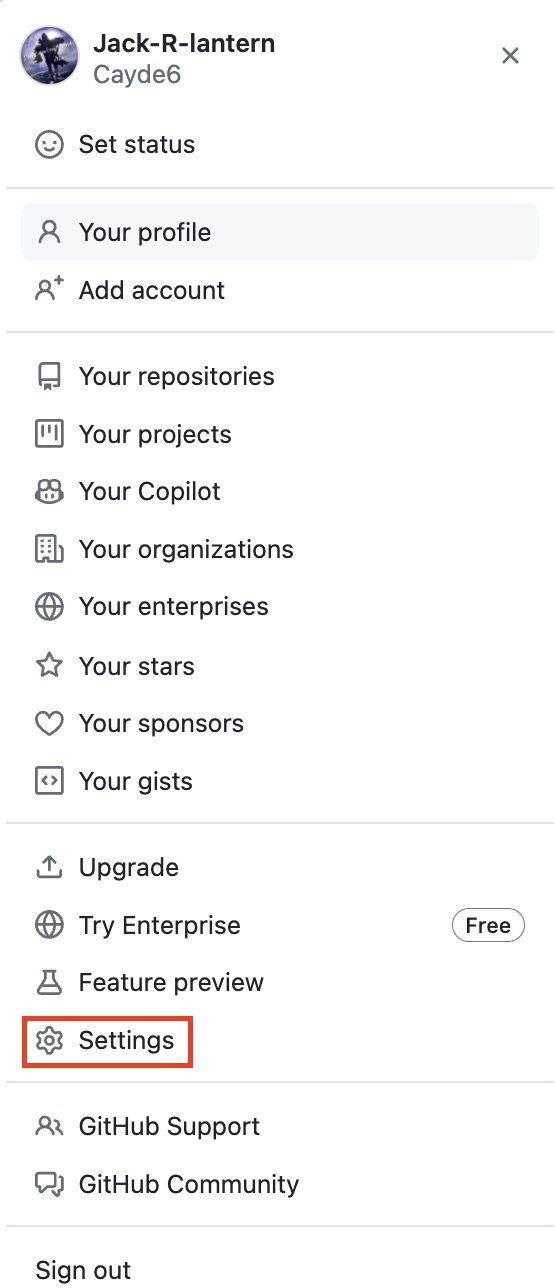 Jack-R-lantern
Cayde6
Set status
Your profile
Add account
Your repositories
Your projects
Your Copilot
Your organizations
Your enterprises
Your stars
Your sponsors
Your gists
Upgrade
Try Enterprise Free
Feature preview
Settings
GitHub Support
GitHub Community
Sign out